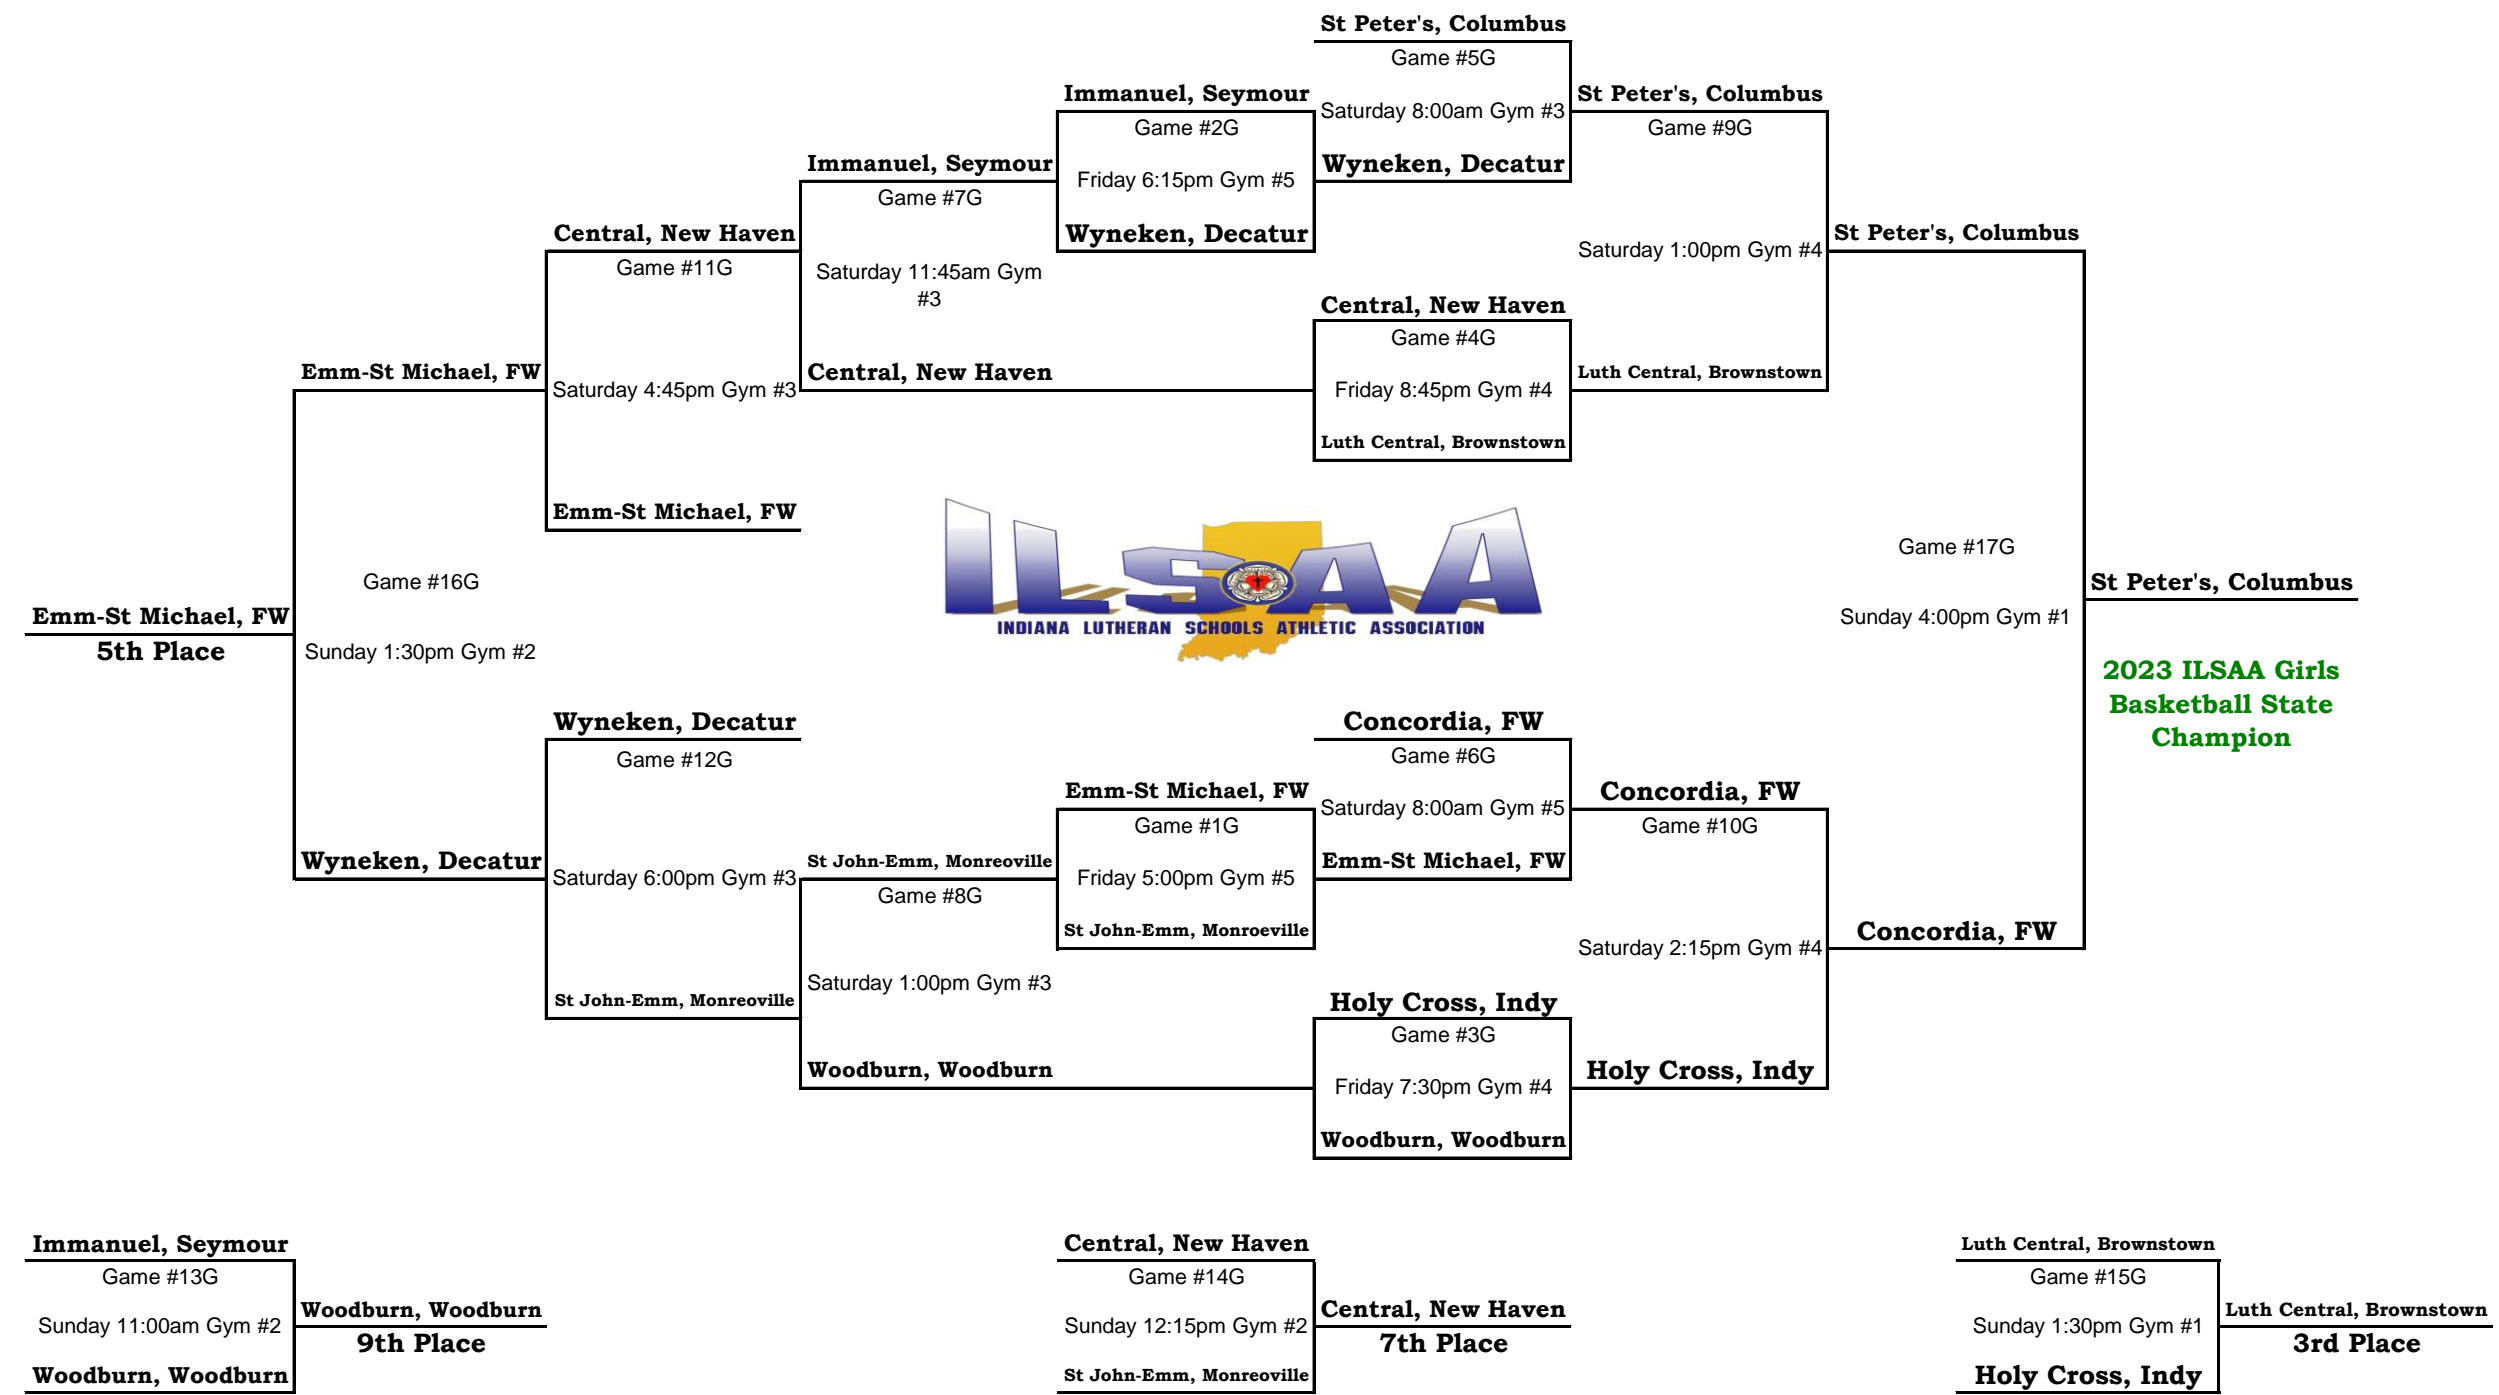 St Peter's, Columbus
Game #5G
Immanuel, Seymour
St Peter's, Columbus
Saturday 8:00am Gym #3
Game #2G
Game #9G
Immanuel, Seymour
Wyneken, Decatur
Friday 6:15pm Gym #5
Game #7G
Central, New Haven
Wyneken, Decatur
St Peter's, Columbus
Saturday 1:00pm Gym #4
Game #11G
Saturday 11:45am Gym
#3
Central, New Haven
Game #4G
Emm-St Michael, FW
Central, New Haven
Luth Central, Brownstown
Saturday 4:45pm Gym #3
Friday 8:45pm Gym #4
Luth Central, Brownstown
Emm-St Michael, FW
ILSAA
INDIANA LUTHERAN SCHOOLS ATHLETIC ASSOCIATION
Game #17G
Game #16G
St Peter's, Columbus
Emm-St Michael, FW
Sunday 4:00pm Gym #1
5th Place
Sunday 1:30pm Gym #2
2023 ILSAA Girls
Basketball State
Champion
Wyneken, Decatur
Concordia, FW
Game #12G
Game #6G
Emm-St Michael, FW
Concordia, FW
Saturday 8:00am Gym #5
Game #1G
Game #10G
Wyneken, Decatur
St John-Emm, Monreoville
Emm-St Michael, FW
Saturday 6:00pm Gym #3
Friday 5:00pm Gym #5
Game #8G
St John-Emm, Monroeville
Concordia, FW
Saturday 2:15pm Gym #4
Saturday 1:00pm Gym #3
St John-Emm, Monreoville
Holy Cross, Indy
Game #3G
Woodburn, Woodburn
Holy Cross, Indy
Friday 7:30pm Gym #4
Woodburn, Woodburn
Immanuel, Seymour
Central, New Haven
Luth Central, Brownstown
Game #13G
Game #14G
Game #15G
Woodburn, Woodburn
Central, New Haven
Luth Central, Brownstown
Sunday 11:00am Gym #2
Sunday 12:15pm Gym #2
Sunday 1:30pm Gym #1
9th Place
7th Place
3rd Place
Woodburn, Woodburn
St John-Emm, Monreoville
Holy Cross, Indy